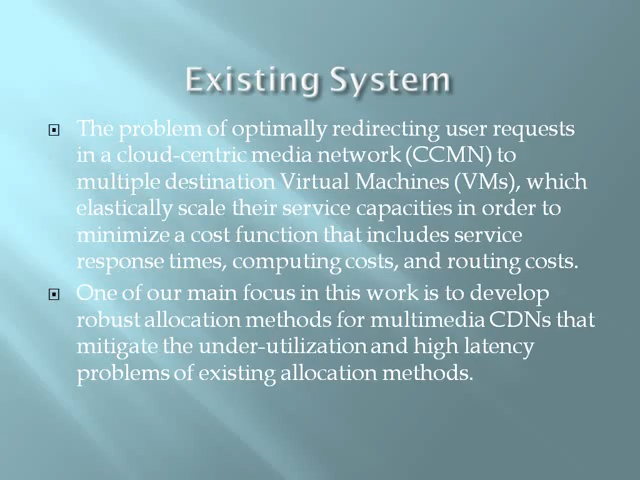 Existing System
The problem of optimally redirecting user requests
in a cloud-centric media network (CCMN) to
multiple destination Virtual Machines (VMs), which
elastically scale their service capacities in order to
minimize a cost function that includes service
response times, computing costs, and routing costs.
One of our main focus in this work is to develop
robust allocation methods for multimedia CDNs that
mitigate the under-utilization and high latency
problems of existing allocation methods.